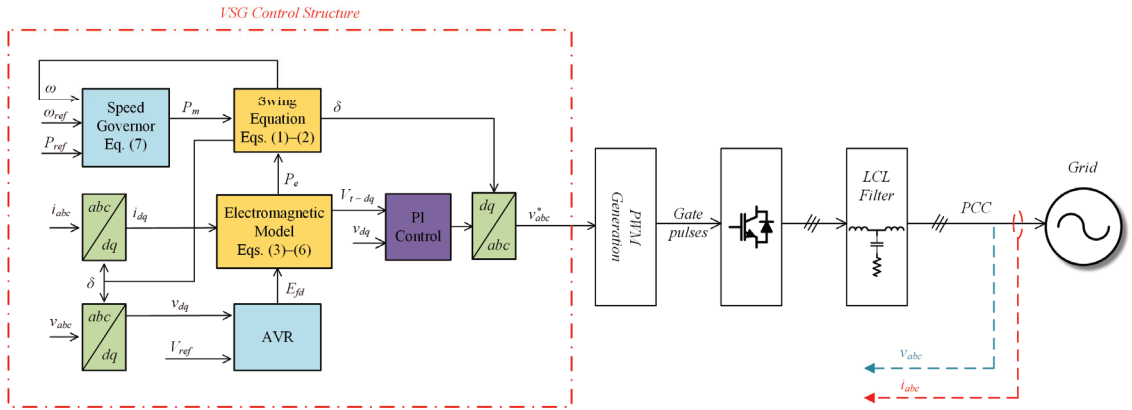 VSG Control Structure
ω
ω_ref
P_ref
Speed
Governor
Eq. (7)
P_m
Swing
Equation
Eqs. (1)–(2)
δ
P_e
i_abc
abc
dq
i_dq
Electromagnetic
Model
Eqs. (3)–(6)
V_t–dq
v_dq
PI
Control
dq
abc
v*_abc
δ
E_fd
v_abc
abc
dq
v_dq
V_ref
AVR
PWM
Generation
Gate
pulses
LCL
Filter
PCC
Grid
v_abc
i_abc